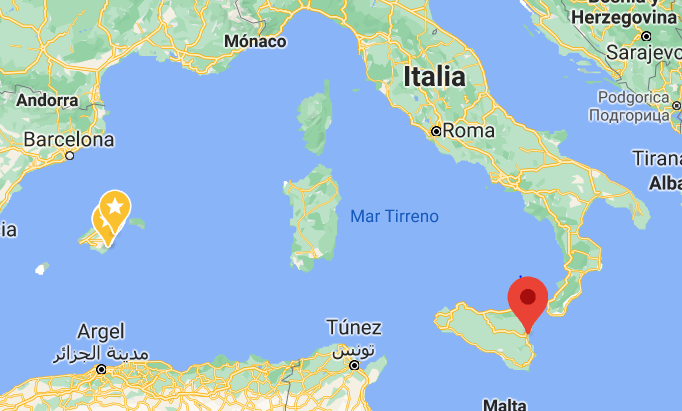 Bosnia y
Herzegovina
Mónaco
Sarajevo
Italia
Andorra
Podgorica
Подгорица
Barcelona
Roma
Tirana
Alba
Mar Tirreno
ia
Argel
مدينة الجزائر
Túnez
تونس
Malta